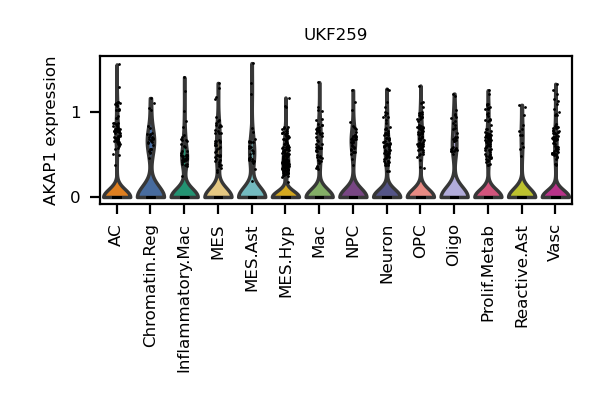 UKF259
AKAP1 expression
1
0
AC
Chromatin.Reg
Inflammatory.Mac
MES
MES.Ast
MES.Hyp
Mac
NPC
Neuron
OPC
Oligo
Prolif.Metab
Reactive.Ast
Vasc